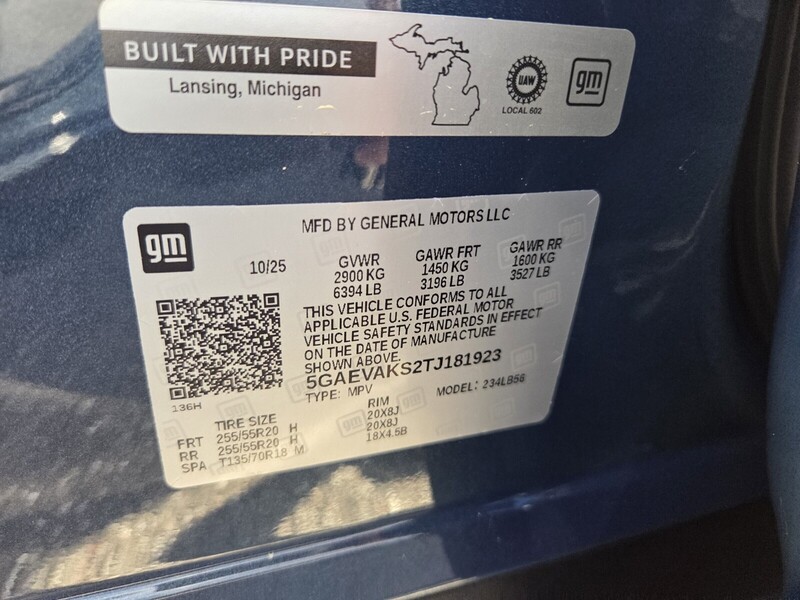 BUILT WITH PRIDE
Lansing, Michigan
UAW
LOCAL 602
gm
gm
MFD BY GENERAL MOTORS LLC
10/25
GVWR GAWR FRT GAWR RR
2900 KG 1450 KG 1600 KG
6394 LB 3196 LB 3527 LB
THIS VEHICLE CONFORMS TO ALL
APPLICABLE U.S. FEDERAL MOTOR
VEHICLE SAFETY STANDARDS IN EFFECT
ON THE DATE OF MANUFACTURE
SHOWN ABOVE.
5GAEVAKS2TJ181923
TYPE: MPV MODEL: 234LB56
136H
TIRE SIZE RIM
FRT 255/55R20 H 20X8J
RR 255/55R20 H 20X8J
SPA T135/70R18 M 18X4.5B